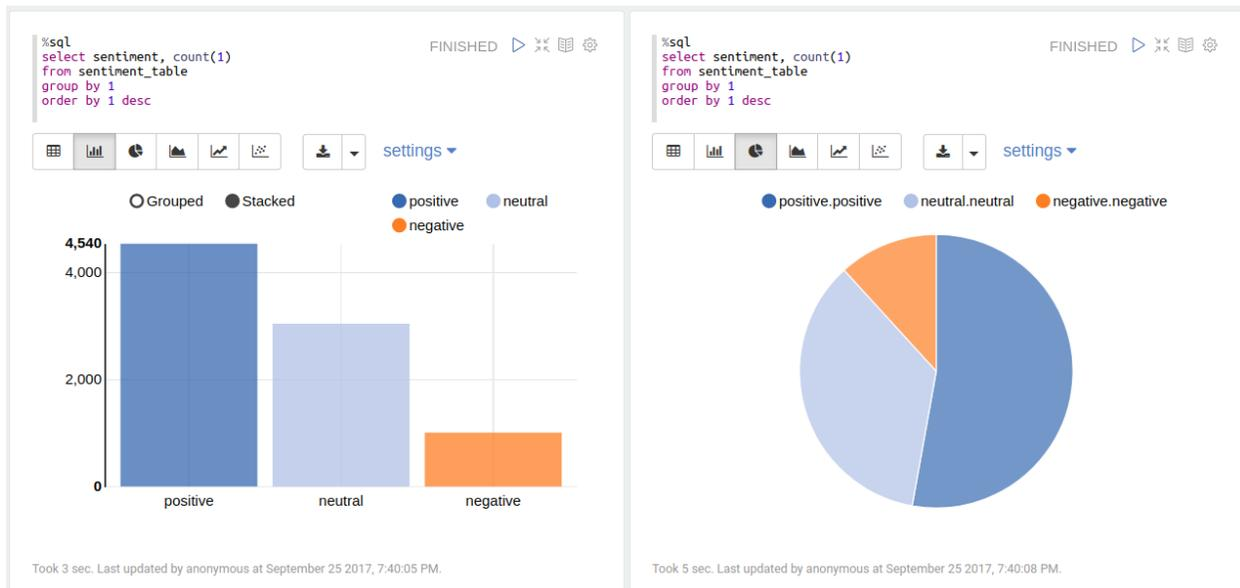 %sql
select sentiment, count(1)
from sentiment_table
group by 1
order by 1 desc
FINISHED
settings
Grouped Stacked
positive neutral
negative
4,540
4,000
2,000
0
positive neutral negative
Took 3 sec. Last updated by anonymous at September 25 2017, 7:40:05 PM.
%sql
select sentiment, count(1)
from sentiment_table
group by 1
order by 1 desc
FINISHED
settings
positive.positive neutral.neutral negative.negative
Took 5 sec. Last updated by anonymous at September 25 2017, 7:40:08 PM.